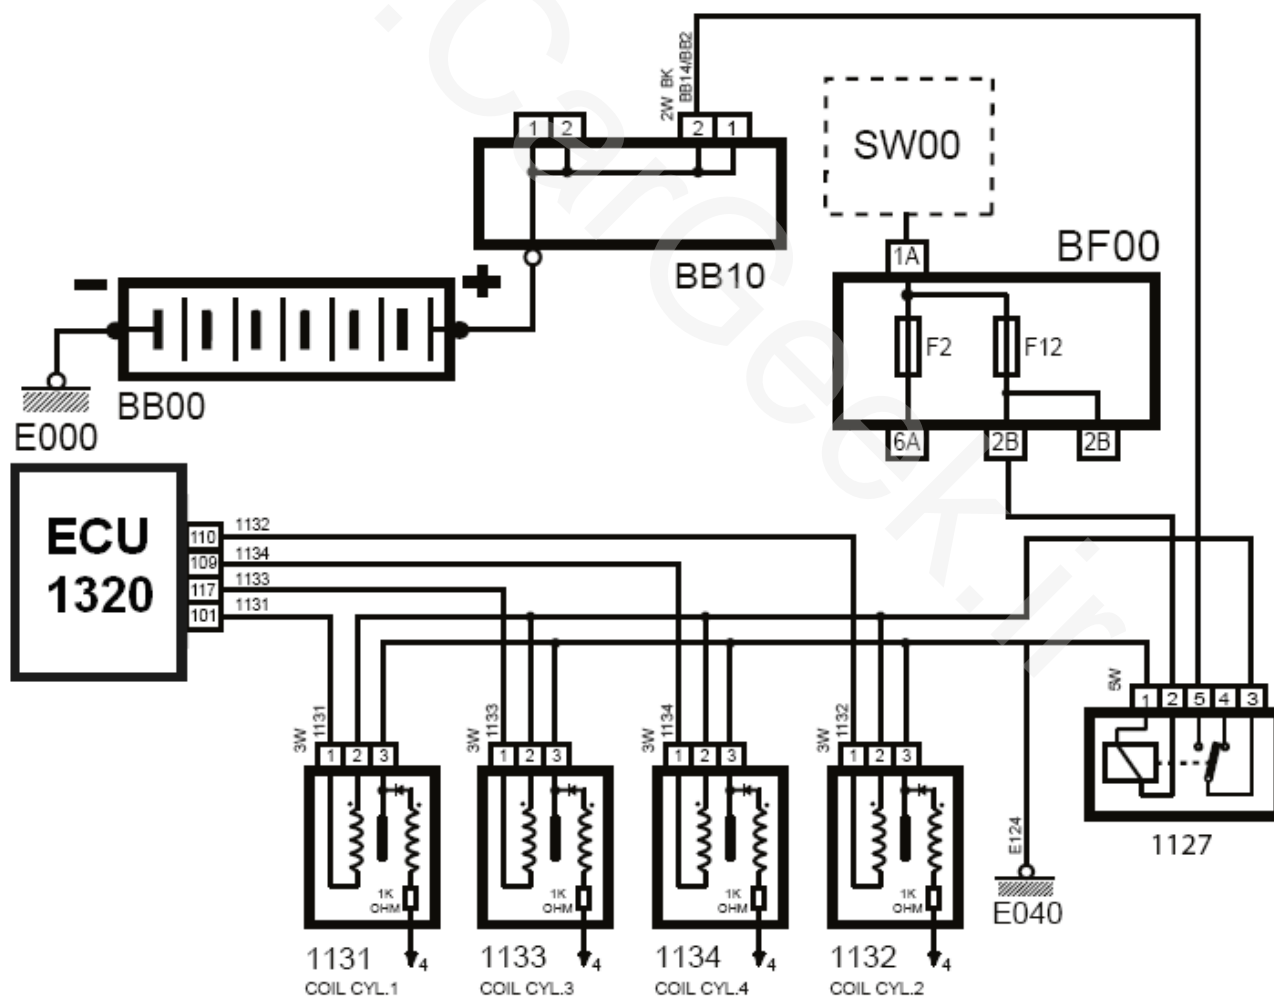 2W BK
BB14/BB2
1 2
2 1
SW00
1A
BF00
BB10
- +
F2
F12
BB00
E000
6A
2B
2B
ECU
1320
110
1132
109
1134
117
1133
101
1131
5W
1 2 5 4 3
3W
1131
1 2 3
3W
1133
1 2 3
3W
1134
1 2 3
3W
1132
1 2 3
E124
1127
1K
OHM
1K
OHM
1K
OHM
1K
OHM
E040
1131
4
1133
4
1134
4
1132
4
COIL CYL.1
COIL CYL.3
COIL CYL.4
COIL CYL.2
.CarGeek.ir